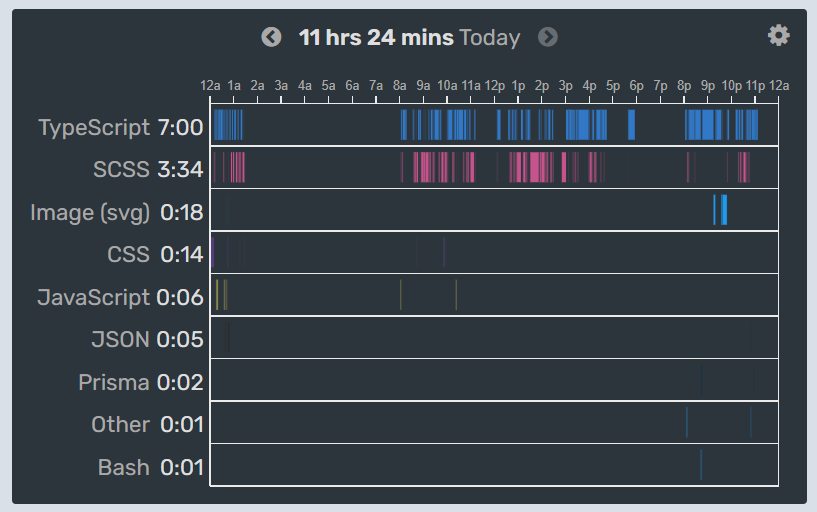 11 hrs 24 mins Today
12a 1a 2a 3a 4a 5a 6a 7a 8a 9a 10a 11a 12p 1p 2p 3p 4p 5p 6p 7p 8p 9p 10p 11p 12a
TypeScript 7:00
SCSS 3:34
Image (svg) 0:18
CSS 0:14
JavaScript 0:06
JSON 0:05
Prisma 0:02
Other 0:01
Bash 0:01